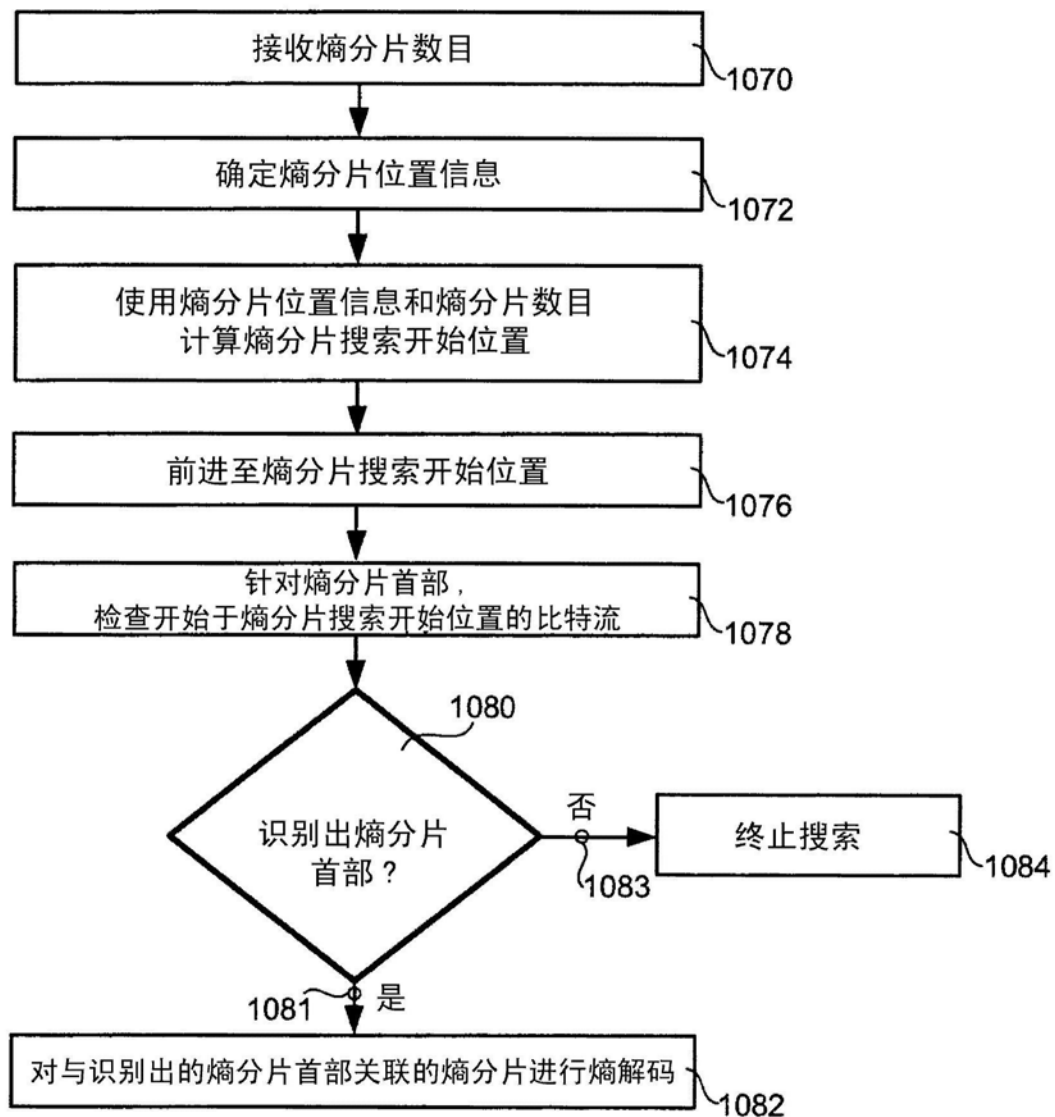 接收熵分片数目
1070
确定熵分片位置信息
1072
使用熵分片位置信息和熵分片数目
计算熵分片搜索开始位置
1074
前进至熵分片搜索开始位置
1076
针对熵分片首部，
检查开始于熵分片搜索开始位置的比特流
1078
1080
识别出熵分片
首部？
否
1083
终止搜索
1084
1081
是
对与识别出的熵分片首部关联的熵分片进行熵解码
1082